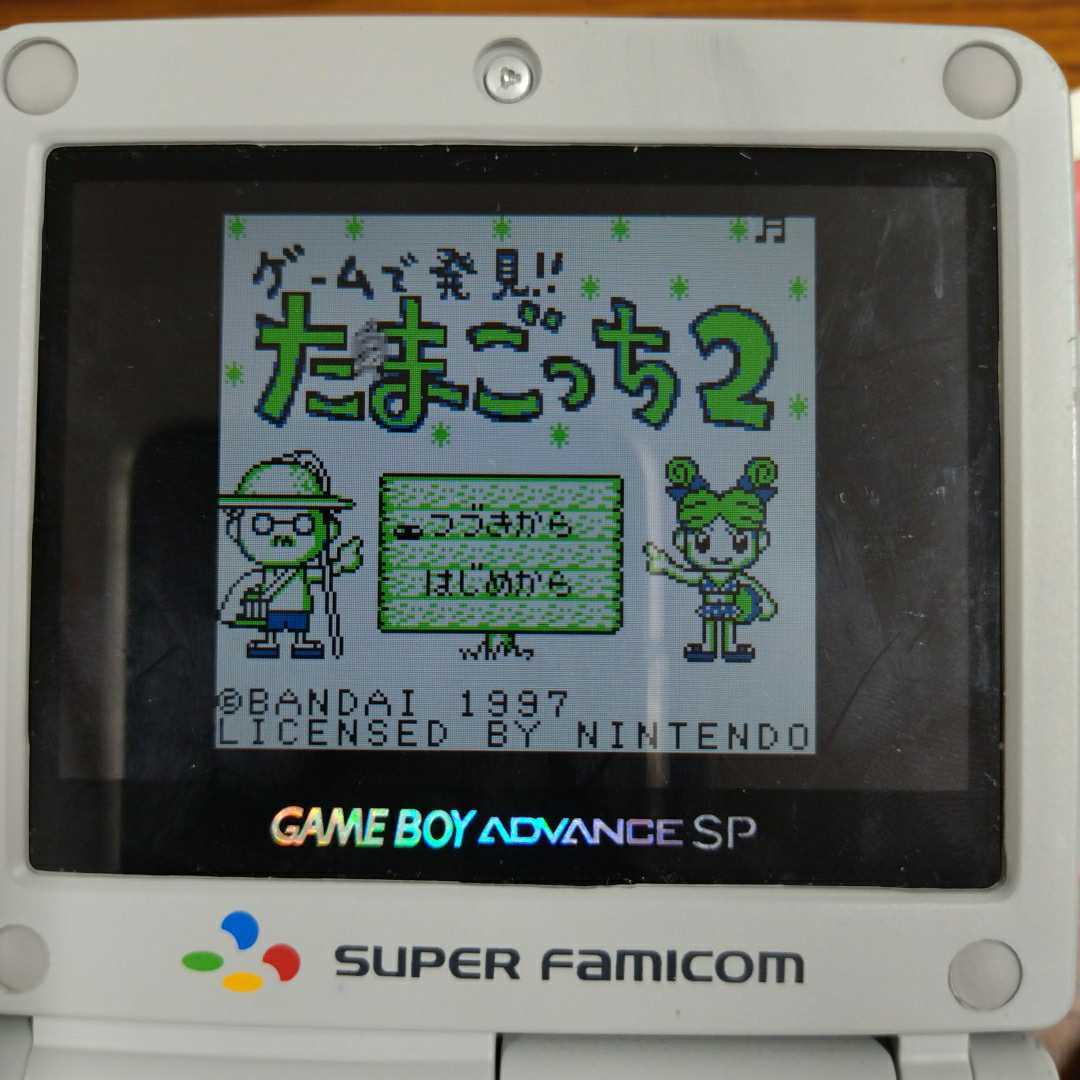 ゲームで発見!!
たまごっち2
つづきから
はじめから
©BANDAI 1997
LICENSED BY NINTENDO
GAME BOY ADVANCE SP
SUPER FAMICOM